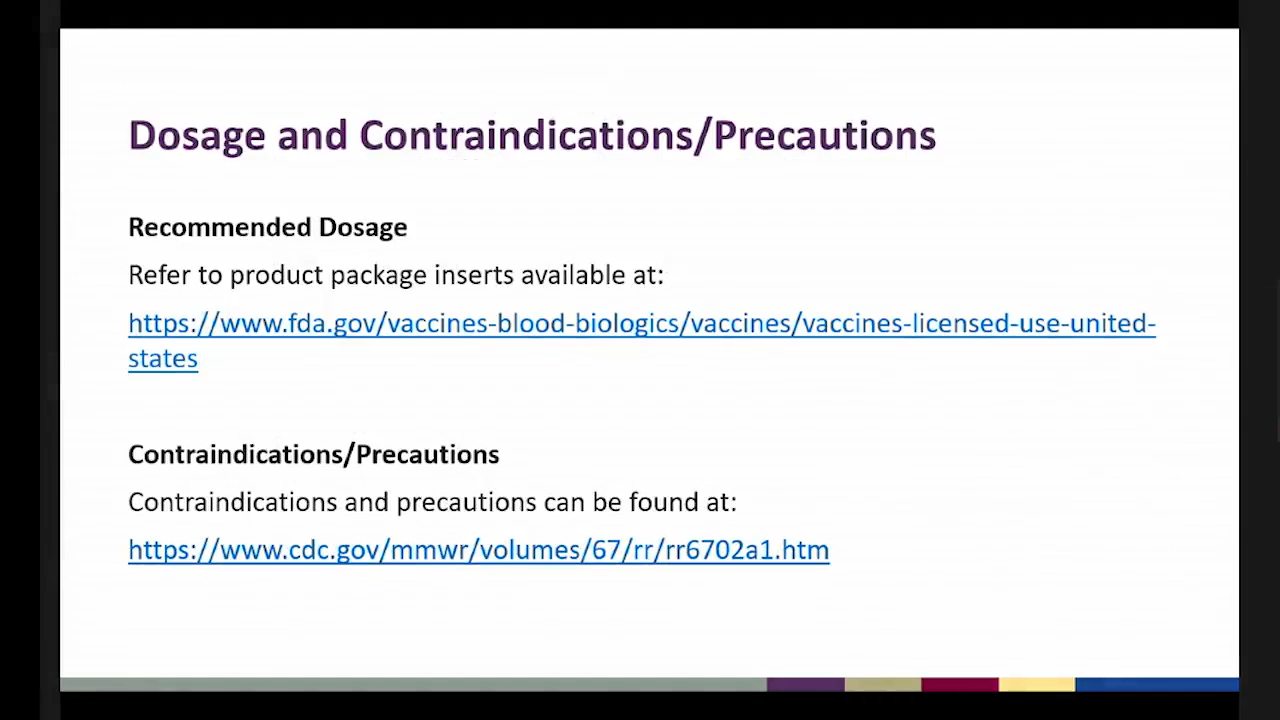 Dosage and Contraindications/Precautions
Recommended Dosage
Refer to product package inserts available at:
https://www.fda.gov/vaccines-blood-biologics/vaccines/vaccines-licensed-use-united-
states
Contraindications/Precautions
Contraindications and precautions can be found at:
https://www.cdc.gov/mmwr/volumes/67/rr/rr6702a1.htm